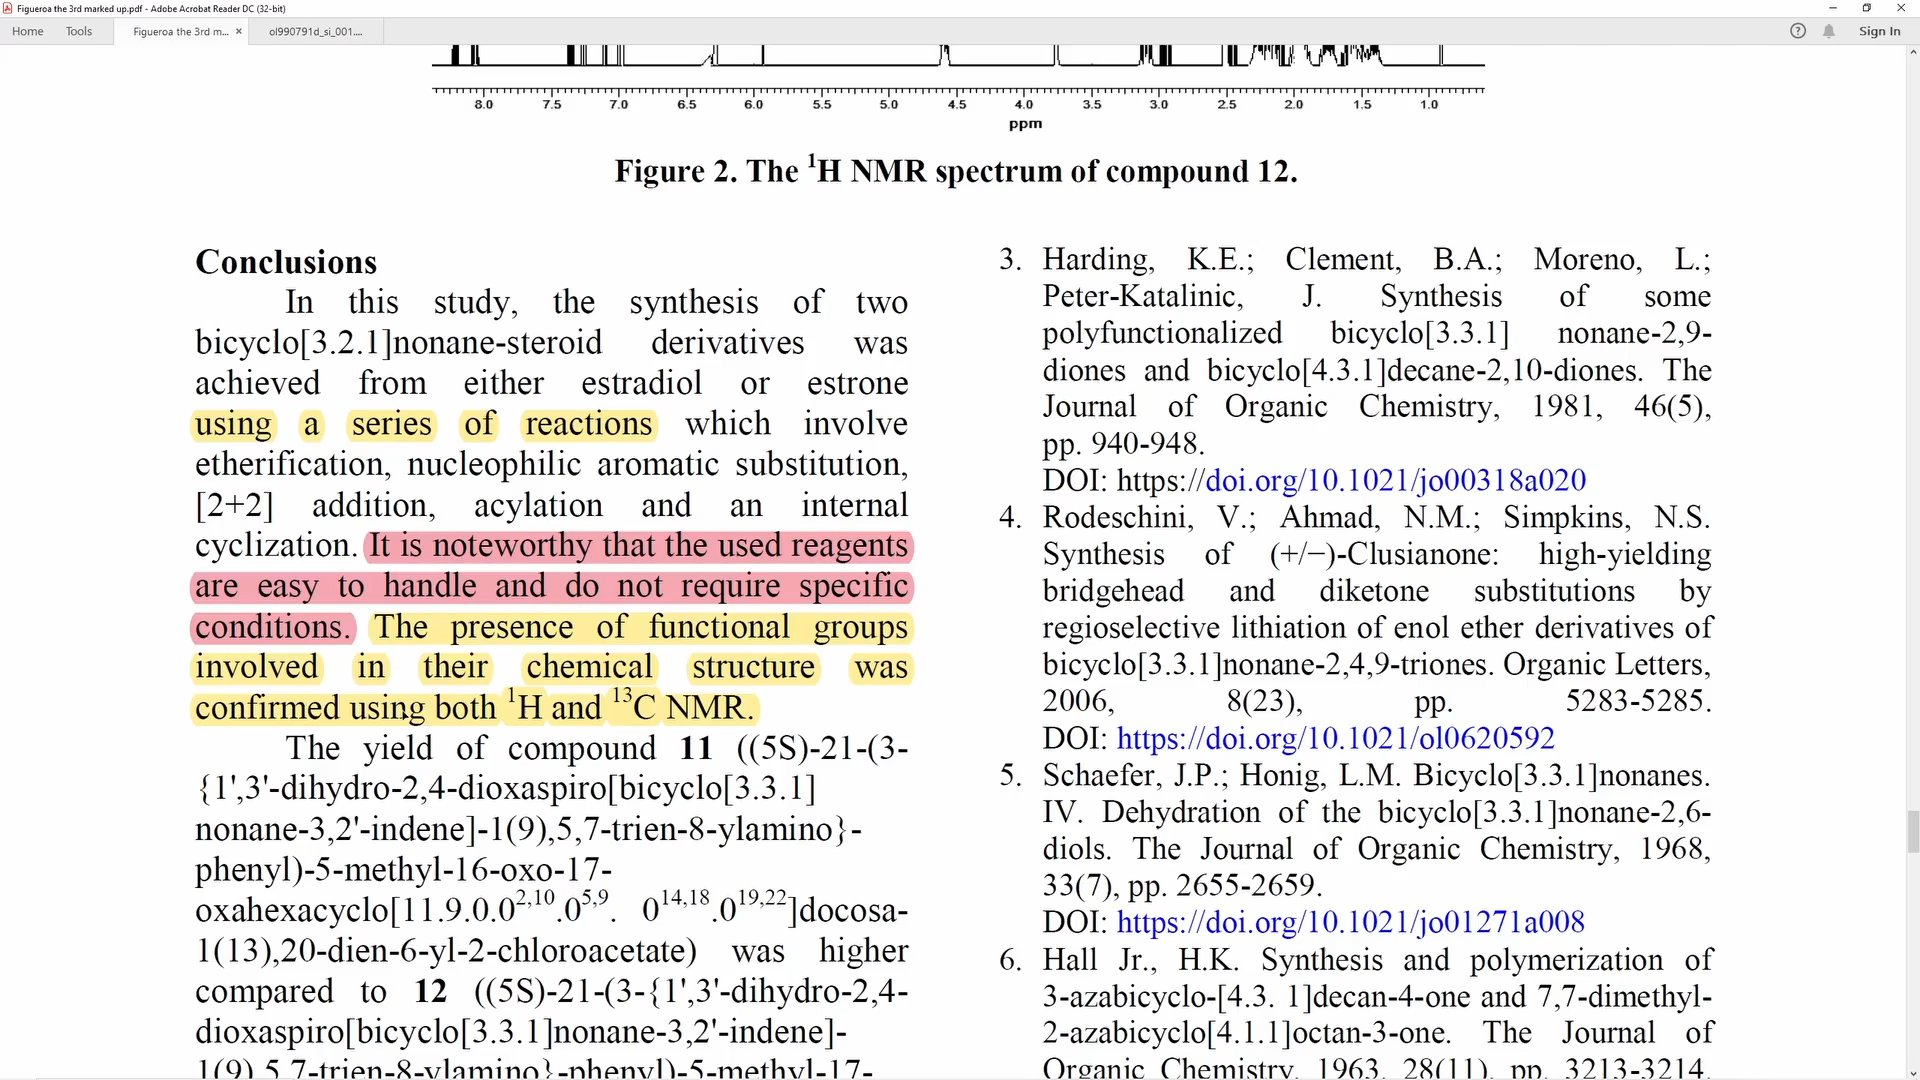 Figueroa the 3rd marked up.pdf - Adobe Acrobat Reader DC (32-bit)
Home Tools Figueroa the 3rd m... × ol990791d_si_001.... Sign In
8.0 7.5 7.0 6.5 6.0 5.5 5.0 4.5 4.0 3.5 3.0 2.5 2.0 1.5 1.0
ppm
Figure 2. The ¹H NMR spectrum of compound 12.
Conclusions
In this study, the synthesis of two
bicyclo[3.2.1]nonane-steroid derivatives was
achieved from either estradiol or estrone
using a series of reactions which involve
etherification, nucleophilic aromatic substitution,
[2+2] addition, acylation and an internal
cyclization. It is noteworthy that the used reagents
are easy to handle and do not require specific
conditions. The presence of functional groups
involved in their chemical structure was
confirmed using both ¹H and ¹³C NMR.
The yield of compound 11 ((5S)-21-(3-
{1',3'-dihydro-2,4-dioxaspiro[bicyclo[3.3.1]
nonane-3,2'-indene]-1(9),5,7-trien-8-ylamino}-
phenyl)-5-methyl-16-oxo-17-
oxahexacyclo[11.9.0.0²,¹⁰.0⁵,⁹. 0¹⁴,¹⁸.0¹⁹,²²]docosa-
1(13),20-dien-6-yl-2-chloroacetate) was higher
compared to 12 ((5S)-21-(3-{1',3'-dihydro-2,4-
dioxaspiro[bicyclo[3.3.1]nonane-3,2'-indene]-
1(9),5,7-trien-8-ylamino}-phenyl)-5-methyl-17-
3. Harding, K.E.; Clement, B.A.; Moreno, L.;
Peter-Katalinic, J. Synthesis of some
polyfunctionalized bicyclo[3.3.1] nonane-2,9-
diones and bicyclo[4.3.1]decane-2,10-diones. The
Journal of Organic Chemistry, 1981, 46(5),
pp. 940-948.
DOI: https://doi.org/10.1021/jo00318a020
4. Rodeschini, V.; Ahmad, N.M.; Simpkins, N.S.
Synthesis of (+/−)-Clusianone: high-yielding
bridgehead and diketone substitutions by
regioselective lithiation of enol ether derivatives of
bicyclo[3.3.1]nonane-2,4,9-triones. Organic Letters,
2006, 8(23), pp. 5283-5285.
DOI: https://doi.org/10.1021/ol0620592
5. Schaefer, J.P.; Honig, L.M. Bicyclo[3.3.1]nonanes.
IV. Dehydration of the bicyclo[3.3.1]nonane-2,6-
diols. The Journal of Organic Chemistry, 1968,
33(7), pp. 2655-2659.
DOI: https://doi.org/10.1021/jo01271a008
6. Hall Jr., H.K. Synthesis and polymerization of
3-azabicyclo-[4.3. 1]decan-4-one and 7,7-dimethyl-
2-azabicyclo[4.1.1]octan-3-one. The Journal of
Organic Chemistry, 1963, 28(11), pp. 3213-3214.